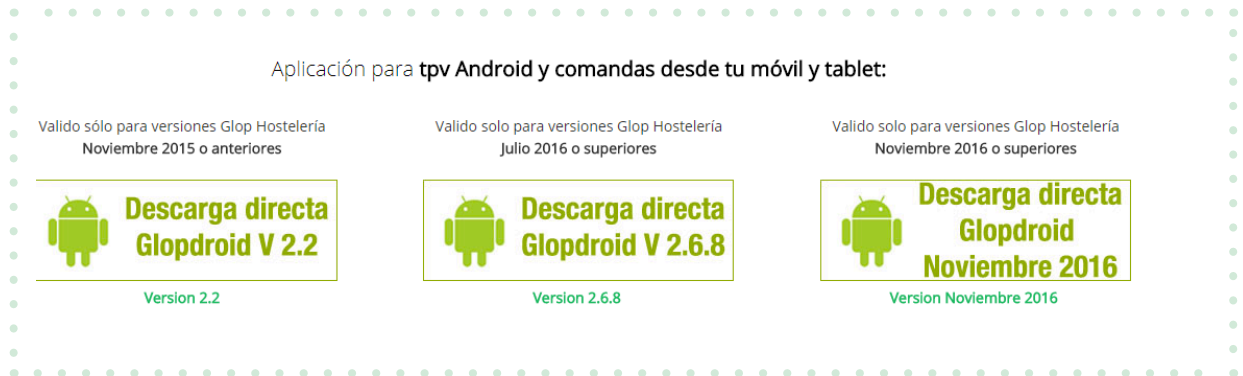 Aplicación para tpv Android y comandas desde tu móvil y tablet:
Valido sólo para versiones Glop Hostelería
Noviembre 2015 o anteriores
Descarga directa
Glopdroid V 2.2
Version 2.2
Valido solo para versiones Glop Hostelería
Julio 2016 o superiores
Descarga directa
Glopdroid V 2.6.8
Version 2.6.8
Valido solo para versiones Glop Hostelería
Noviembre 2016 o superiores
Descarga directa
Glopdroid
Noviembre 2016
Version Noviembre 2016